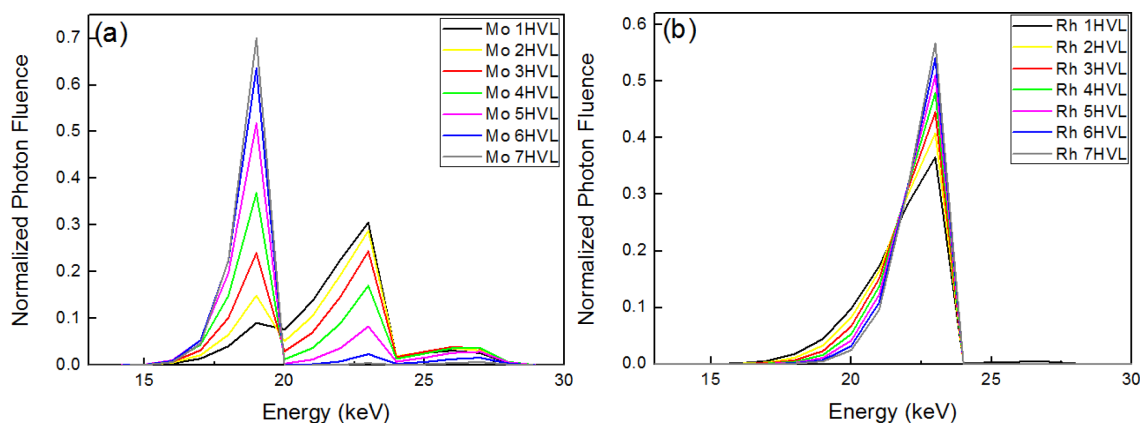 (a)
Normalized Photon Fluence
0.7
0.6
0.5
0.4
0.3
0.2
0.1
0.0
15 20 25 30
Energy (keV)
Mo 1HVL
Mo 2HVL
Mo 3HVL
Mo 4HVL
Mo 5HVL
Mo 6HVL
Mo 7HVL
(b)
Normalized Photon Fluence
0.6
0.5
0.4
0.3
0.2
0.1
0.0
15 20 25 30
Energy (keV)
Rh 1HVL
Rh 2HVL
Rh 3HVL
Rh 4HVL
Rh 5HVL
Rh 6HVL
Rh 7HVL